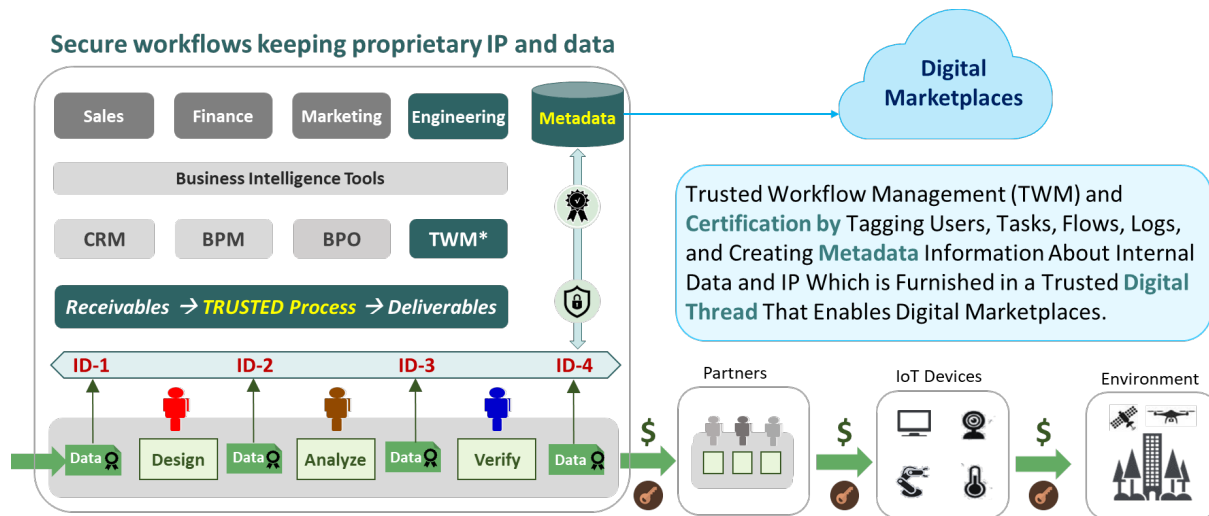 Secure workflows keeping proprietary IP and data
Digital
Marketplaces
Sales
Finance
Marketing
Engineering
Metadata
Business Intelligence Tools
CRM
BPM
BPO
TWM*
Trusted Workflow Management (TWM) and
Certification by Tagging Users, Tasks, Flows, Logs,
and Creating Metadata Information About Internal
Data and IP Which is Furnished in a Trusted Digital
Thread That Enables Digital Marketplaces.
Receivables → TRUSTED Process → Deliverables
ID-1
ID-2
ID-3
ID-4
Partners
IoT Devices
Environment
Data
Design
Data
Analyze
Data
Verify
Data
$
$
$